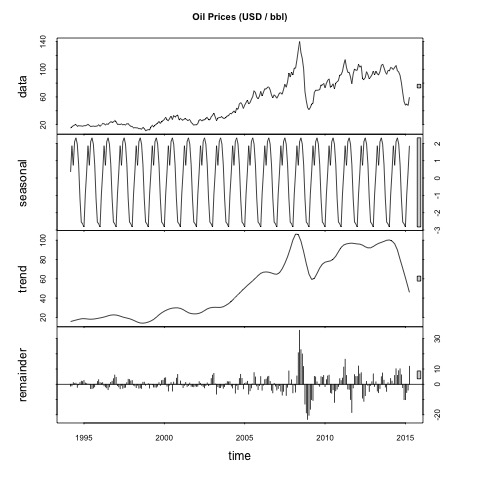 Oil Prices (USD / bbl)
data
20 60 100 140
seasonal
-3 -2 -1 0 1 2
trend
20 40 60 80 100
remainder
-20 0 10 30
1995 2000 2005 2010 2015
time